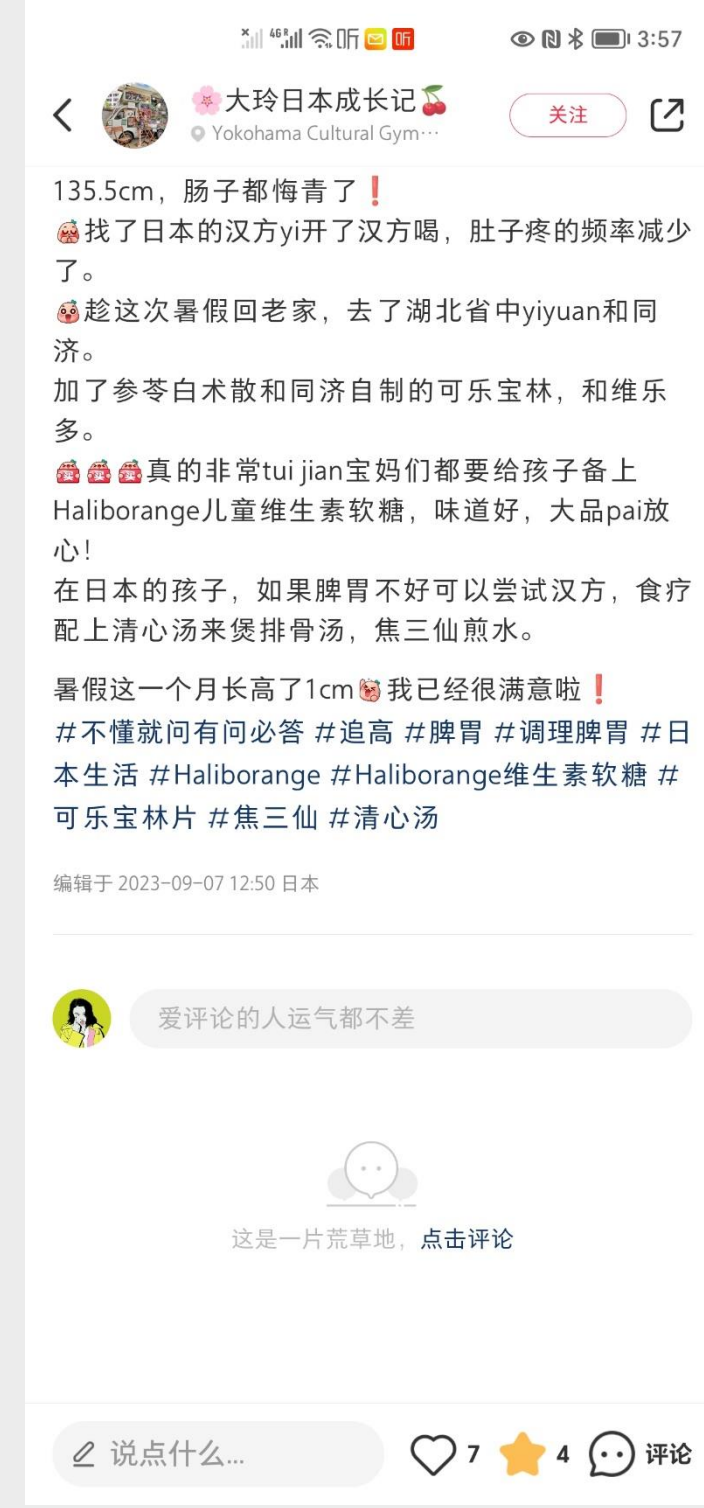 46R 听 听 3:57
大玲日本成长记
Yokohama Cultural Gym…
关注
135.5cm，肠子都悔青了❗
找了日本的汉方yi开了汉方喝，肚子疼的频率减少
了。
趁这次暑假回老家，去了湖北省中yiyuan和同
济。
加了参苓白术散和同济自制的可乐宝林，和维乐
多。
真的非常tui jian宝妈们都要给孩子备上
Haliborange儿童维生素软糖，味道好，大品pai放
心！
在日本的孩子，如果脾胃不好可以尝试汉方，食疗
配上清心汤来煲排骨汤，焦三仙煎水。
暑假这一个月长高了1cm我已经很满意啦❗
#不懂就问有问必答 #追高 #脾胃 #调理脾胃 #日
本生活 #Haliborange #Haliborange维生素软糖 #
可乐宝林片 #焦三仙 #清心汤
编辑于 2023-09-07 12:50 日本
爱评论的人运气都不差
这是一片荒草地，点击评论
说点什么... 7 4 评论